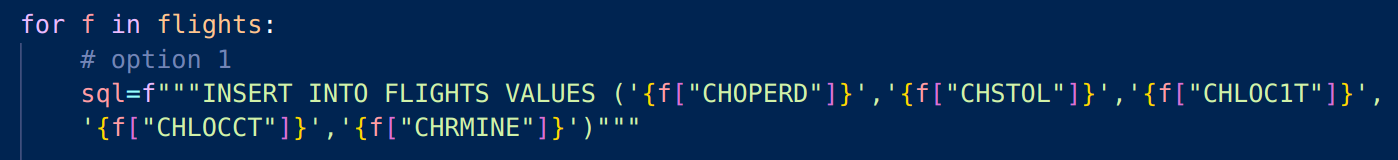 for f in flights:
# option 1
sql=f"""INSERT INTO FLIGHTS VALUES ('{f["CHOPERD"]}','{f["CHSTOL"]}','{f["CHLOC1T"]}',
'{f["CHLOCCT"]}','{f["CHRMINE"]}')"""